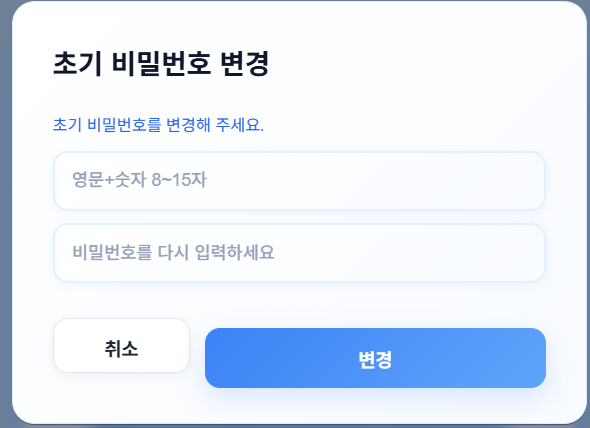 초기 비밀번호 변경
초기 비밀번호를 변경해 주세요.
영문+숫자 8~15자
비밀번호를 다시 입력하세요
취소
변경